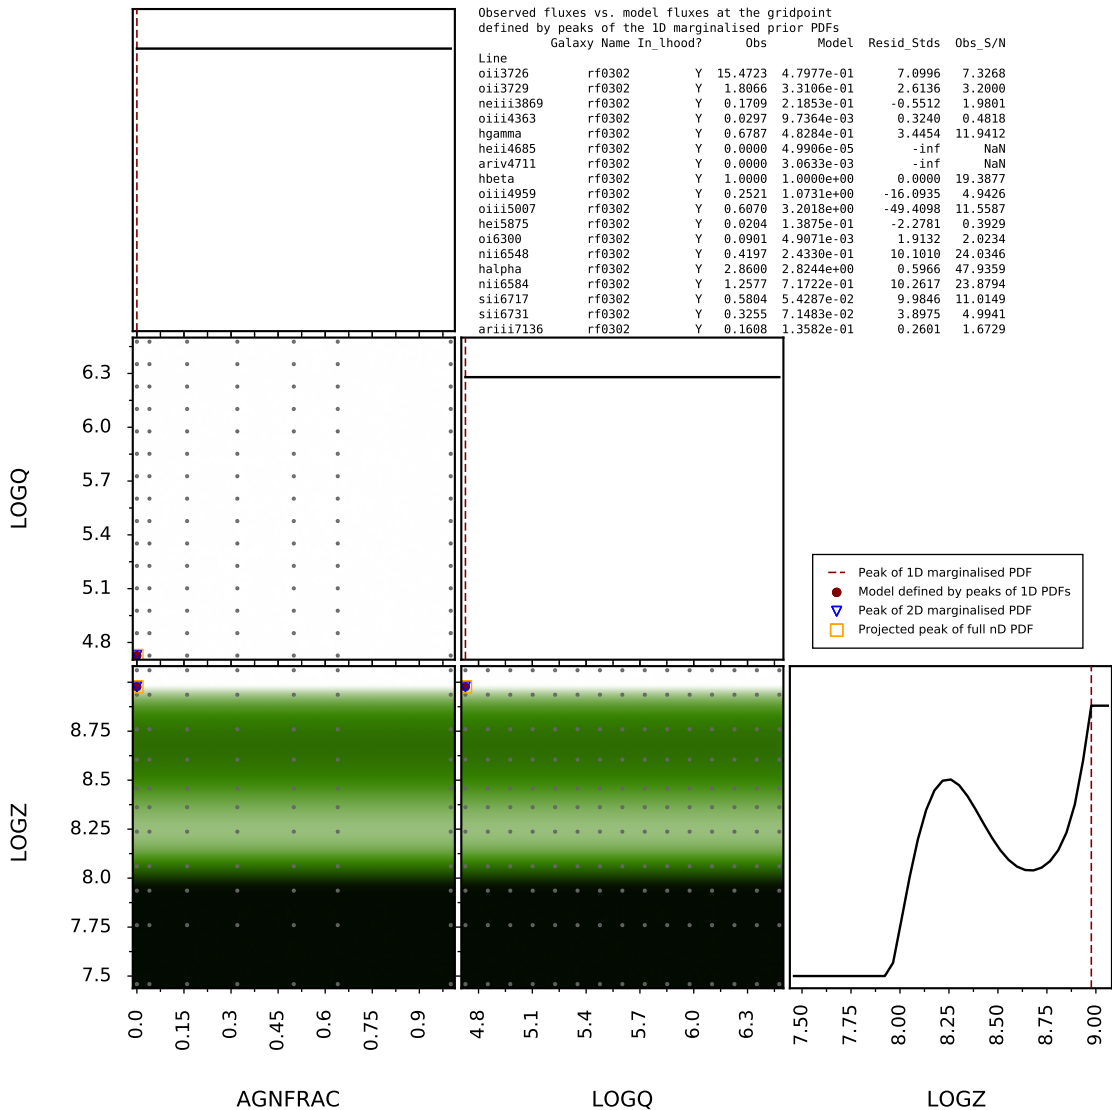 Observed fluxes vs. model fluxes at the gridpoint
defined by peaks of the 1D marginalised prior PDFs
Galaxy Name In_lhood? Obs Model Resid_Stds Obs_S/N
Line
oii3726 rf0302 Y 15.4723 4.7977e-01 7.0996 7.3268
oii3729 rf0302 Y 1.8066 3.3106e-01 2.6136 3.2000
neiii3869 rf0302 Y 0.1709 2.1853e-01 -0.5512 1.9801
oiii4363 rf0302 Y 0.0297 9.7364e-03 0.3240 0.4818
hgamma rf0302 Y 0.6787 4.8284e-01 3.4454 11.9412
heii4685 rf0302 Y 0.0000 4.9906e-05 -inf NaN
ariv4711 rf0302 Y 0.0000 3.0633e-03 -inf NaN
hbeta rf0302 Y 1.0000 1.0000e+00 0.0000 19.3877
oiii4959 rf0302 Y 0.2521 1.0731e+00 -16.0935 4.9426
oiii5007 rf0302 Y 0.6070 3.2018e+00 -49.4098 11.5587
hei5875 rf0302 Y 0.0204 1.3875e-01 -2.2781 0.3929
oi6300 rf0302 Y 0.0901 4.9071e-03 1.9132 2.0234
nii6548 rf0302 Y 0.4197 2.4330e-01 10.1010 24.0346
halpha rf0302 Y 2.8600 2.8244e+00 0.5966 47.9359
nii6584 rf0302 Y 1.2577 7.1722e-01 10.2617 23.8794
sii6717 rf0302 Y 0.5804 5.4287e-02 9.9846 11.0149
sii6731 rf0302 Y 0.3255 7.1483e-02 3.8975 4.9941
ariii7136 rf0302 Y 0.1608 1.3582e-01 0.2601 1.6729
6.3
6.0
5.7
5.4
5.1
4.8
LOGQ
Peak of 1D marginalised PDF
Model defined by peaks of 1D PDFs
Peak of 2D marginalised PDF
Projected peak of full nD PDF
8.75
8.5
8.25
8.0
7.75
7.5
LOGZ
0.0 0.15 0.3 0.45 0.6 0.75 0.9
4.8 5.1 5.4 5.7 6.0 6.3
7.50 7.75 8.00 8.25 8.50 8.75 9.00
AGNFRAC LOGQ LOGZ